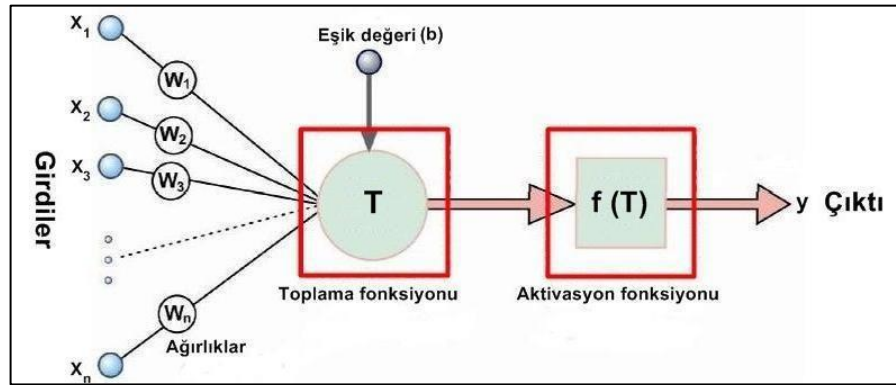 X1
W1
Eşik değeri (b)
X2
W2
X3
W3
Girdiler
T
f (T)
y Çıktı
Toplama fonksiyonu
Aktivasyon fonksiyonu
Wn
Ağırlıklar
Xn